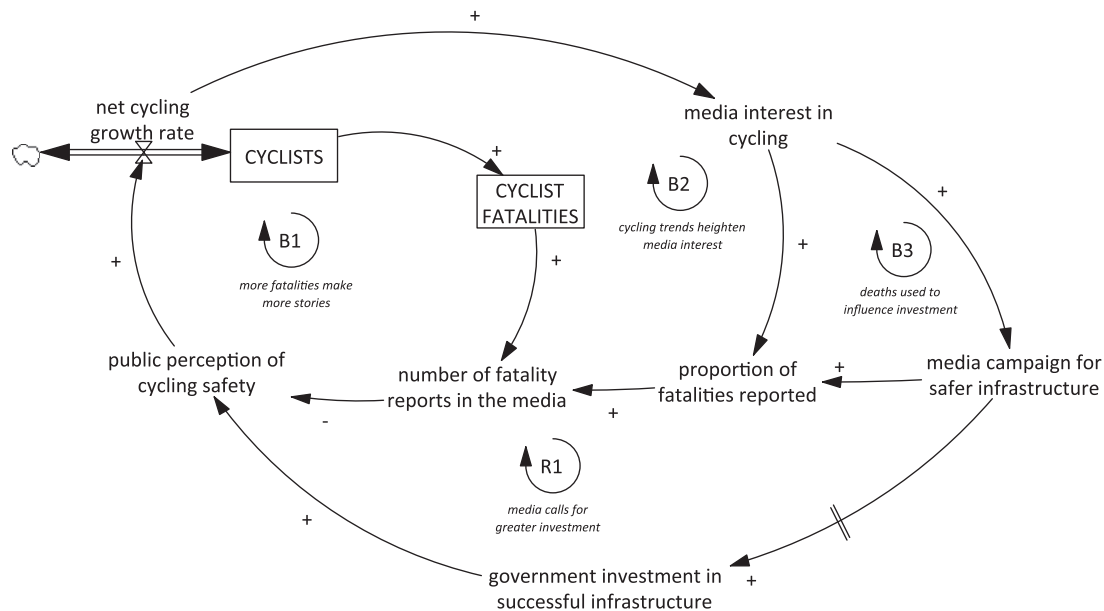 +
net cycling
growth rate
media interest in
cycling
CYCLISTS
+
CYCLIST
FATALITIES
B2
+
cycling trends heighten
media interest
B1
+
B3
+
+
more fatalities make
more stories
deaths used to
influence investment
public perception of
cycling safety
number of fatality
reports in the media
proportion of
fatalities reported
+
media campaign for
safer infrastructure
-
+
R1
media calls for
greater investment
+
government investment in
successful infrastructure
+